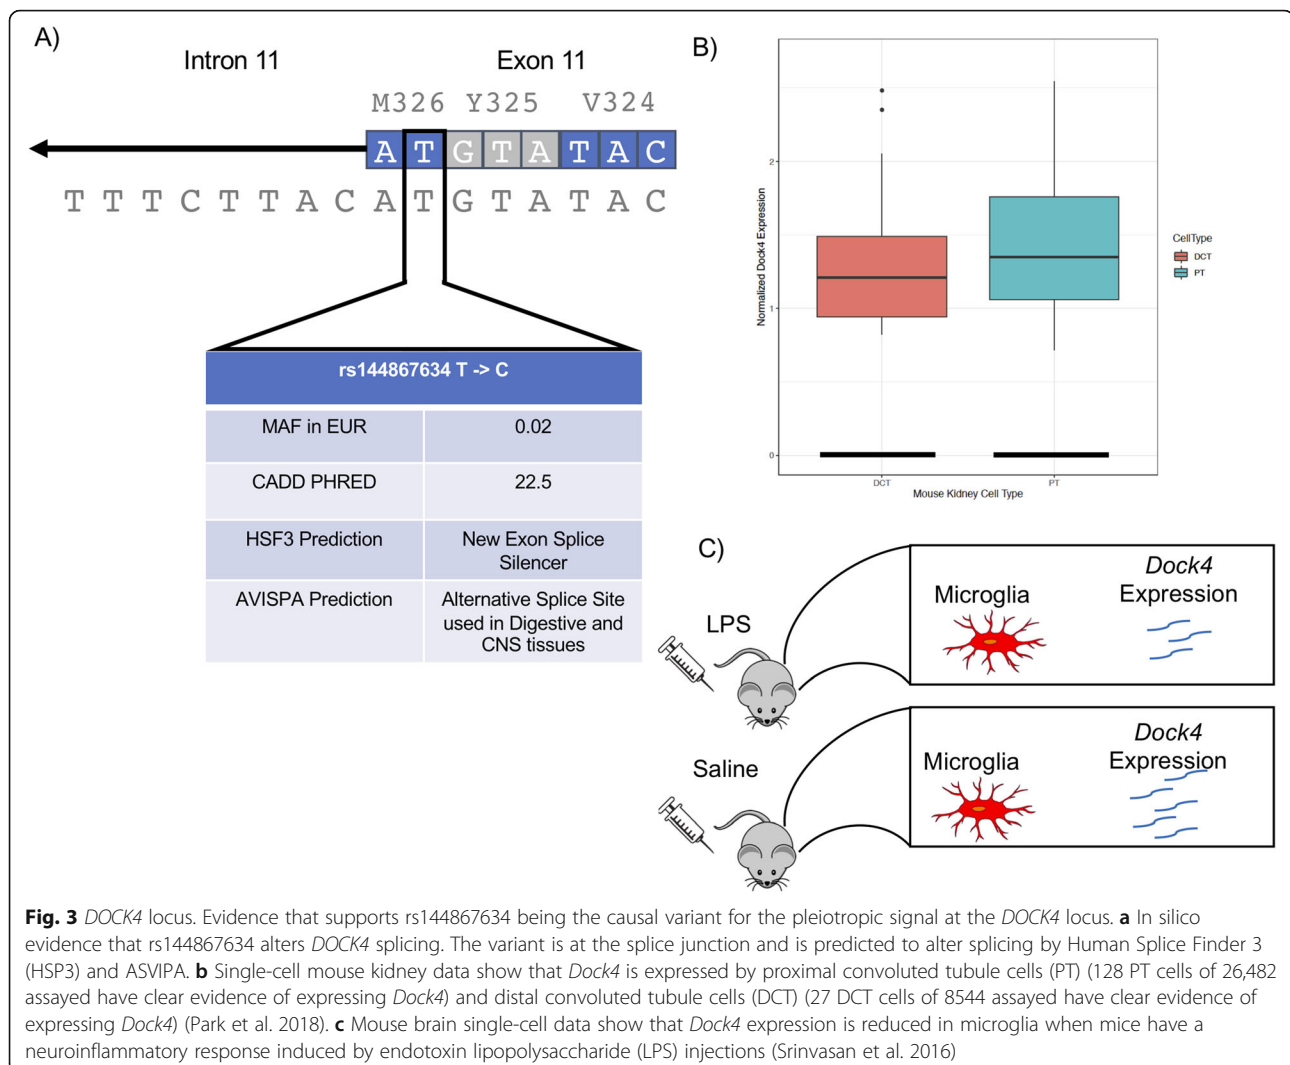 A)
Intron 11
Exon 11
M326 Y325 V324
A T G T A T A C
T T T C T T A C A T G T A T A C
rs144867634 T -> C
MAF in EUR 0.02
CADD PHRED 22.5
HSF3 Prediction New Exon Splice
Silencer
AVISPA Prediction Alternative Splice Site
used in Digestive and
CNS tissues
B)
Normalized Dock4 Expression
2
1
0
DCT PT
Mouse Kidney Cell Type
CellType
DCT
PT
C)
LPS
Microglia
Dock4
Expression
Saline
Microglia
Dock4
Expression
Fig. 3 DOCK4 locus. Evidence that supports rs144867634 being the causal variant for the pleiotropic signal at the DOCK4 locus. a In silico
evidence that rs144867634 alters DOCK4 splicing. The variant is at the splice junction and is predicted to alter splicing by Human Splice Finder 3
(HSP3) and ASVIPA. b Single-cell mouse kidney data show that Dock4 is expressed by proximal convoluted tubule cells (PT) (128 PT cells of 26,482
assayed have clear evidence of expressing Dock4) and distal convoluted tubule cells (DCT) (27 DCT cells of 8544 assayed have clear evidence of
expressing Dock4) (Park et al. 2018). c Mouse brain single-cell data show that Dock4 expression is reduced in microglia when mice have a
neuroinflammatory response induced by endotoxin lipopolysaccharide (LPS) injections (Srinvasan et al. 2016)